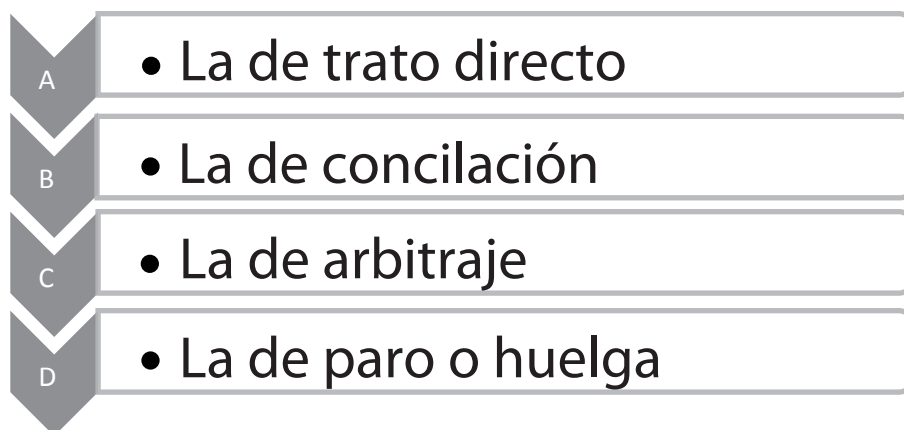 A
• La de trato directo
B
• La de concilación
C
• La de arbitraje
D
• La de paro o huelga